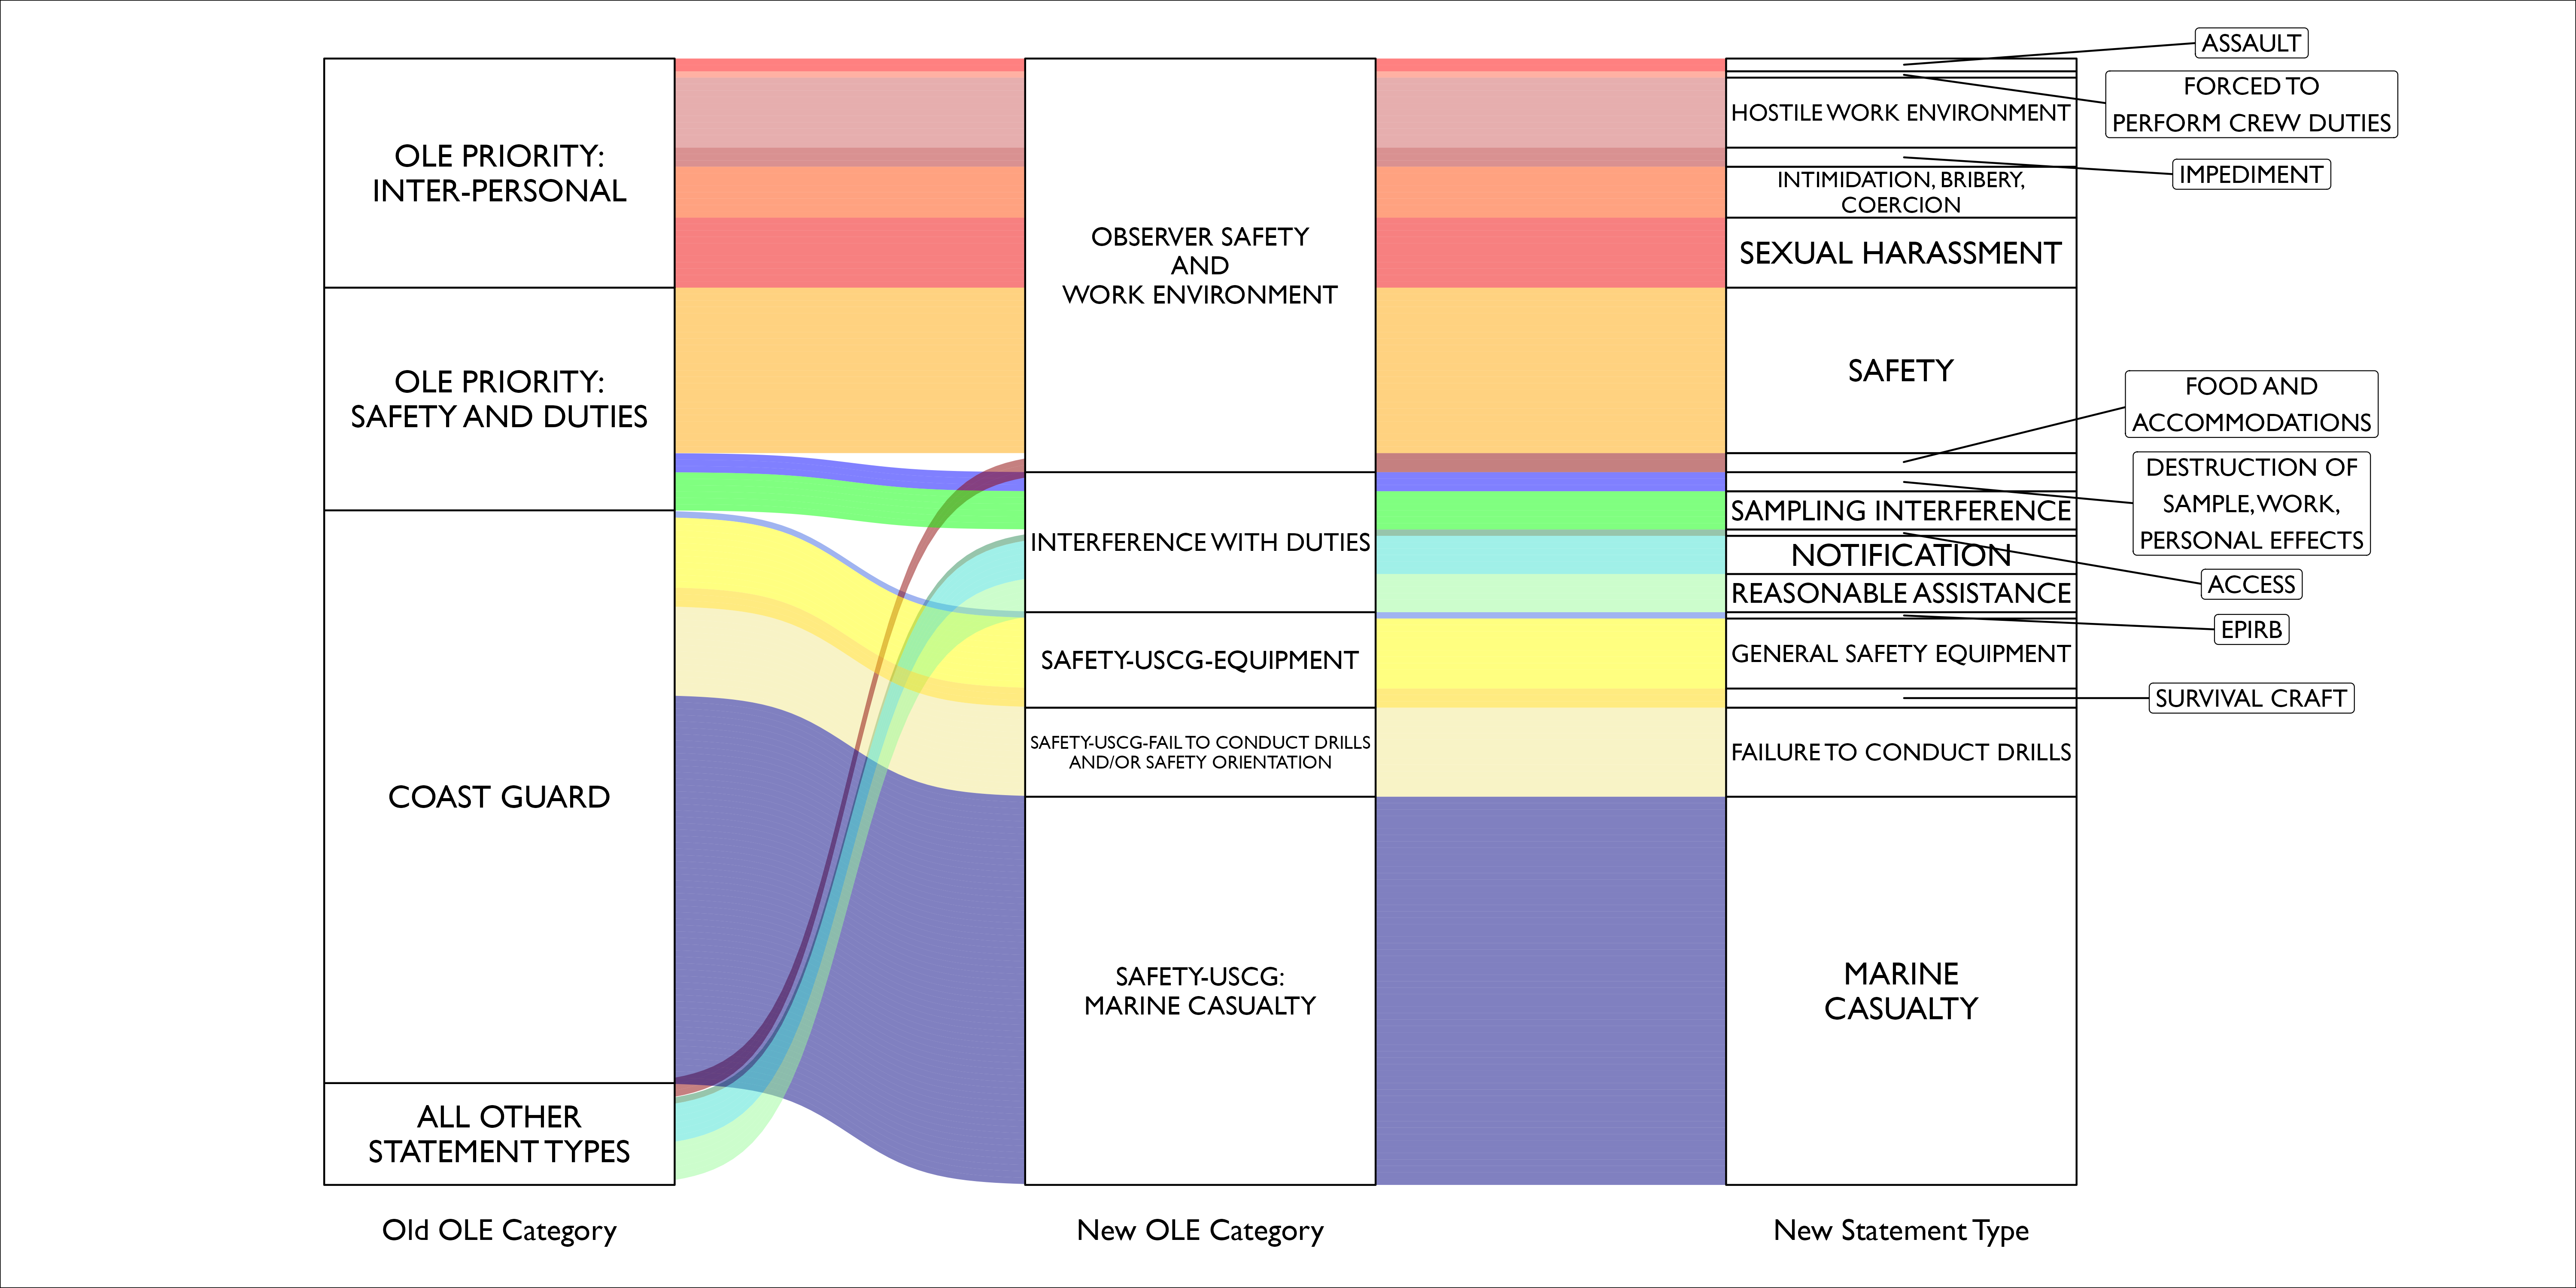 OLE PRIORITY:
INTER-PERSONAL
OLE PRIORITY:
SAFETY AND DUTIES
COAST GUARD
ALL OTHER
STATEMENT TYPES
Old OLE Category
OBSERVER SAFETY
AND
WORK ENVIRONMENT
INTERFERENCE WITH DUTIES
SAFETY-USCG-EQUIPMENT
SAFETY-USCG-FAIL TO CONDUCT DRILLS
AND/OR SAFETY ORIENTATION
SAFETY-USCG:
MARINE CASUALTY
New OLE Category
HOSTILE WORK ENVIRONMENT
INTIMIDATION, BRIBERY,
COERCION
SEXUAL HARASSMENT
SAFETY
SAMPLING INTERFERENCE
NOTIFICATION
REASONABLE ASSISTANCE
GENERAL SAFETY EQUIPMENT
FAILURE TO CONDUCT DRILLS
MARINE
CASUALTY
New Statement Type
ASSAULT
FORCED TO
PERFORM CREW DUTIES
IMPEDIMENT
FOOD AND
ACCOMMODATIONS
DESTRUCTION OF
SAMPLE, WORK,
PERSONAL EFFECTS
ACCESS
EPIRB
SURVIVAL CRAFT